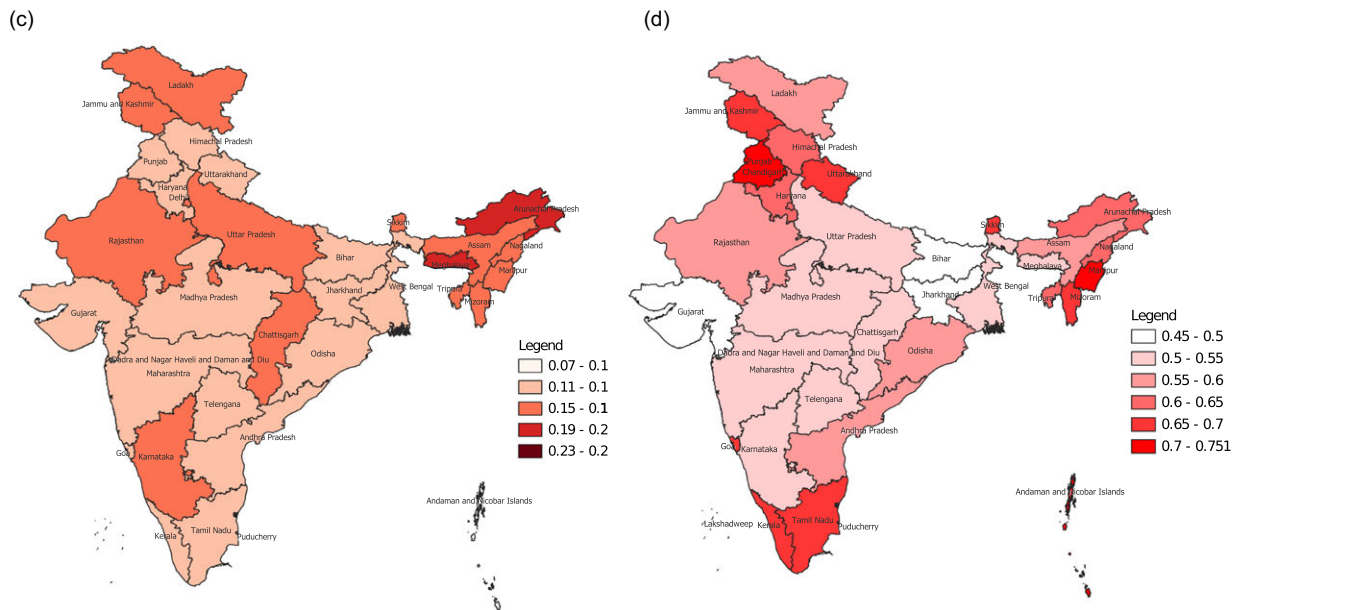 (c)
Ladakh
Jammu and Kashmir
Himachal Pradesh
Punjab
Uttarakhand
Haryana
Delhi
Rajasthan
Uttar Pradesh
Sikkim
Arunachal Pradesh
Assam
Nagaland
Meghalaya
Manipur
Bihar
Tripura
Mizoram
Jharkhand
West Bengal
Madhya Pradesh
Gujarat
Chattisgarh
Odisha
Dadra and Nagar Haveli and Daman and Diu
Maharashtra
Telengana
Andhra Pradesh
Goa
Karnataka
Andaman and Nicobar Islands
Kerala
Tamil Nadu
Puducherry
Legend
0.07 - 0.1
0.11 - 0.1
0.15 - 0.1
0.19 - 0.2
0.23 - 0.2
(d)
Ladakh
Jammu and Kashmir
Himachal Pradesh
Punjab
Chandigarh
Uttarakhand
Haryana
Rajasthan
Uttar Pradesh
Sikkim
Arunachal Pradesh
Assam
Nagaland
Meghalaya
Manipur
Bihar
Tripura
Mizoram
Jharkhand
West Bengal
Madhya Pradesh
Gujarat
Chattisgarh
Odisha
Dadra and Nagar Haveli and Daman and Diu
Maharashtra
Telengana
Andhra Pradesh
Goa
Karnataka
Andaman and Nicobar Islands
Lakshadweep
Kerala
Tamil Nadu
Puducherry
Legend
0.45 - 0.5
0.5 - 0.55
0.55 - 0.6
0.6 - 0.65
0.65 - 0.7
0.7 - 0.751